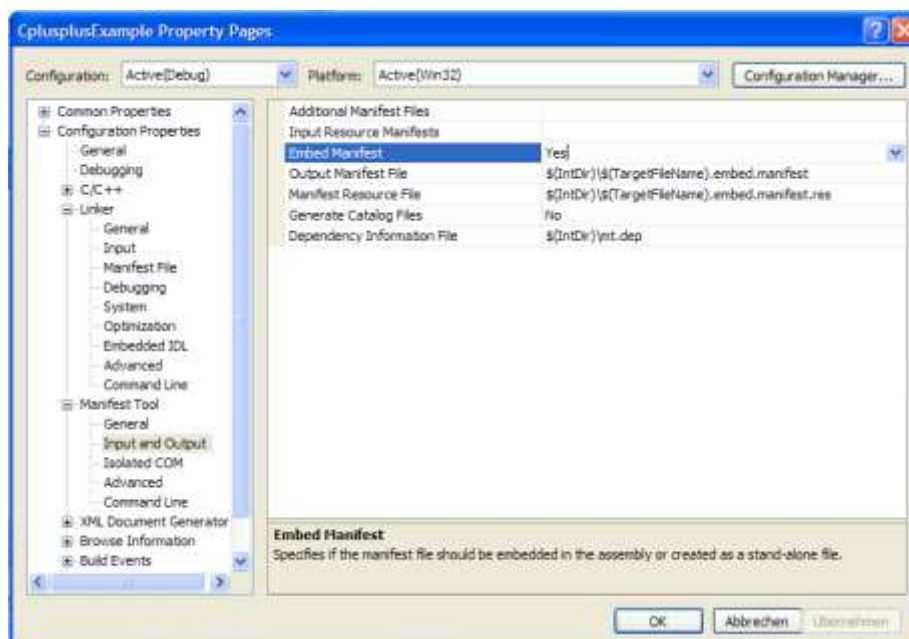 CplusplusExample Property Pages
Configuration: Active(Debug) Platform: Active(Win32) Configuration Manager...
Common Properties
Configuration Properties
General
Debugging
C/C++
Linker
General
Input
Manifest File
Debugging
System
Optimization
Embedded IDL
Advanced
Command Line
Manifest Tool
General
Input and Output
Isolated COM
Advanced
Command Line
XML Document Generator
Browse Information
Build Events
Additional Manifest Files
Input Resource Manifests
Embed Manifest Yes
Output Manifest File $(IntDir)\$(TargetFileName).embed.manifest
Manifest Resource File $(IntDir)\$(TargetFileName).embed.manifest.res
Generate Catalog Files No
Dependency Information File $(IntDir)\mt.dep
Embed Manifest
Specifies if the manifest file should be embedded in the assembly or created as a stand-alone file.
OK Abbrechen Übernehmen